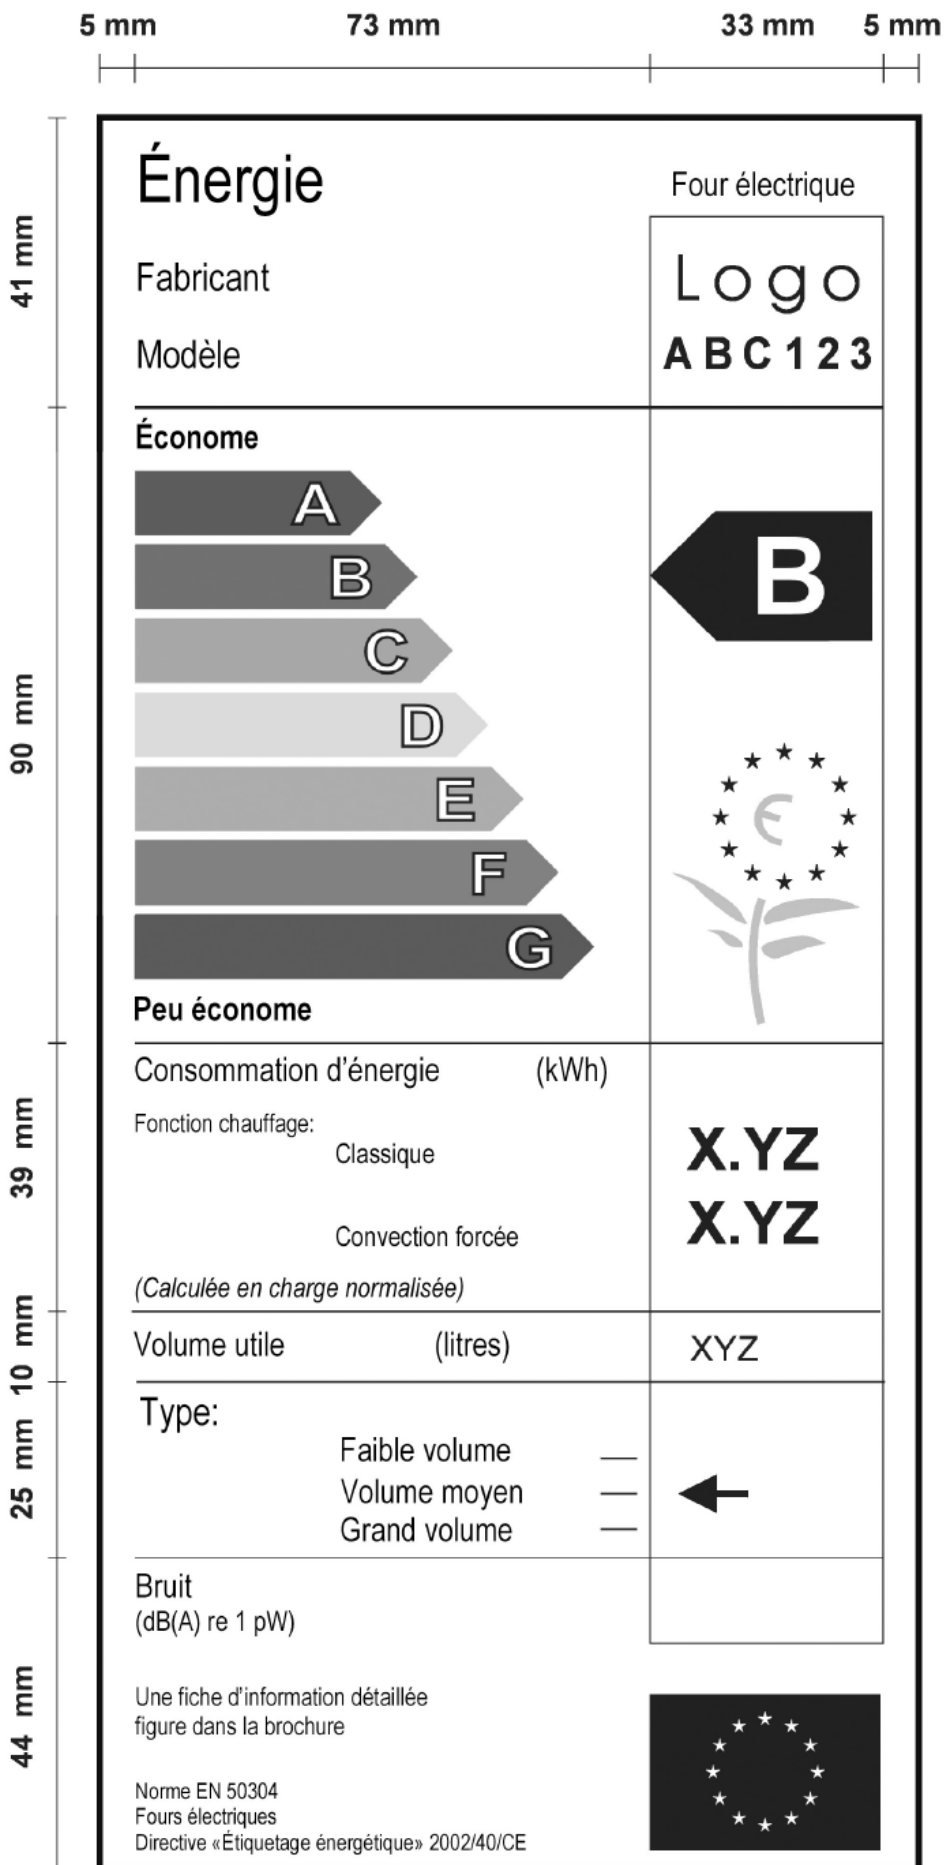 5 mm 73 mm 33 mm 5 mm
41 mm
90 mm
39 mm
10 mm
25 mm
44 mm
Énergie
Four électrique
Fabricant
Logo
Modèle
ABC123
Économe
A
B
B
C
D
E
F
G
Peu économe
Consommation d'énergie (kWh)
Fonction chauffage:
Classique X.YZ
Convection forcée X.YZ
(Calculée en charge normalisée)
Volume utile (litres) XYZ
Type:
Faible volume
Volume moyen
Grand volume
Bruit
(dB(A) re 1 pW)
Une fiche d'information détaillée
figure dans la brochure
Norme EN 50304
Fours électriques
Directive «Étiquetage énergétique» 2002/40/CE